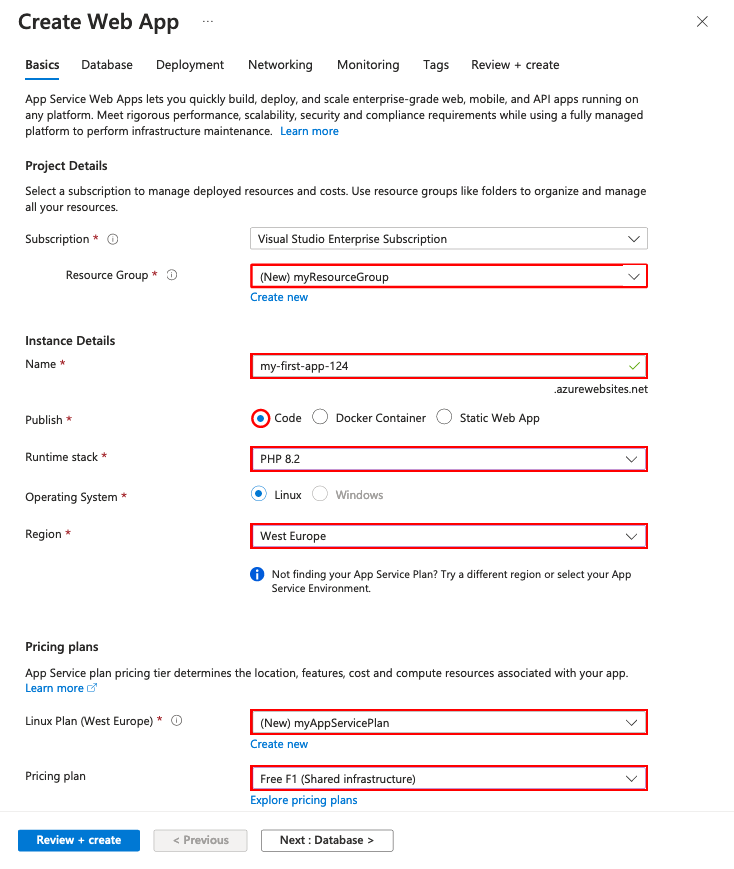 Create Web App ...
Basics Database Deployment Networking Monitoring Tags Review + create
App Service Web Apps lets you quickly build, deploy, and scale enterprise-grade web, mobile, and API apps running on
any platform. Meet rigorous performance, scalability, security and compliance requirements while using a fully managed
platform to perform infrastructure maintenance. Learn more
Project Details
Select a subscription to manage deployed resources and costs. Use resource groups like folders to organize and manage
all your resources.
Subscription * Visual Studio Enterprise Subscription
Resource Group * (New) myResourceGroup
Create new
Instance Details
Name * my-first-app-124
.azurewebsites.net
Publish * Code Docker Container Static Web App
Runtime stack * PHP 8.2
Operating System * Linux Windows
Region * West Europe
Not finding your App Service Plan? Try a different region or select your App
Service Environment.
Pricing plans
App Service plan pricing tier determines the location, features, cost and compute resources associated with your app.
Learn more
Linux Plan (West Europe) * (New) myAppServicePlan
Create new
Pricing plan Free F1 (Shared infrastructure)
Explore pricing plans
Review + create < Previous Next : Database >